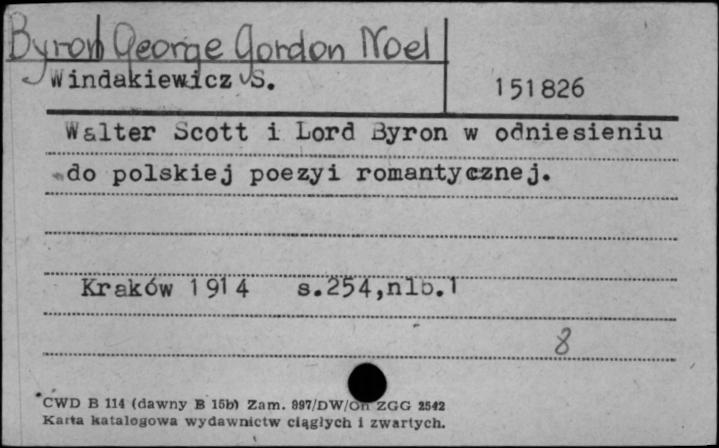 Byron George Gordon Noel
Windakiewicz S.
151826
Walter Scott i Lord Byron w odniesieniu
do polskiej poezyi romantycznej.
Kraków 1914 s.254,nlb.1
8
CWD B 114 (dawny B 15b) Zam. 897/DW/On ZGG 2542
Karta katalogowa wydawnictw ciągłych i zwartych.